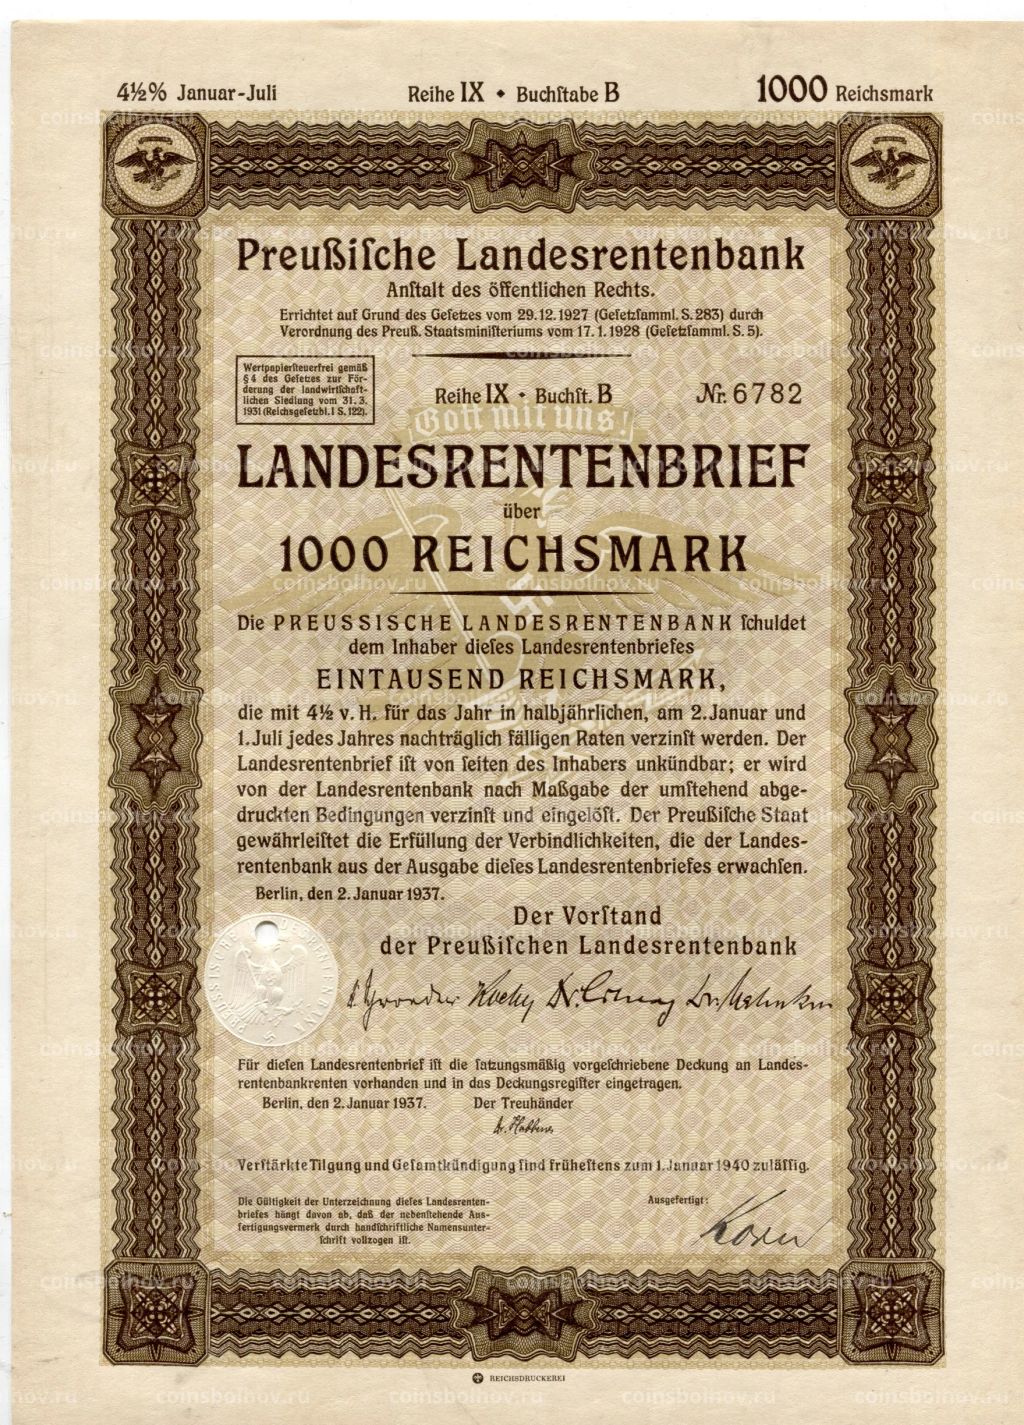 4½% Januar-Juli Reihe IX • Buchſtabe B 1000 Reichsmark
Preußiſche Landesrentenbank
Anſtalt des öffentlichen Rechts.
Errichtet auf Grund des Geſetzes vom 29.12.1927 (Geſetzſamml. S. 283) durch
Verordnung des Preuß. Staatsminiſteriums vom 17.1.1928 (Geſetzſamml. S. 5).
Wertpapierſteuerfrei gemäß
§ 4 des Geſetzes zur För-
derung der landwirtſchaft-
lichen Siedlung vom 31. 3.
1931 (Reichsgeſetzbl. I S. 122).
Reihe IX • Buchſt. B Nr. 6782
Gott mit uns!
LANDESRENTENBRIEF
über
1000 REICHSMARK
Die PREUSSISCHE LANDESRENTENBANK ſchuldet
dem Inhaber dieſes Landesrentenbriefes
EINTAUSEND REICHSMARK,
die mit 4½ v. H. für das Jahr in halbjährlichen, am 2. Januar und
1. Juli jedes Jahres nachträglich fälligen Raten verzinſt werden. Der
Landesrentenbrief iſt von ſeiten des Inhabers unkündbar; er wird
von der Landesrentenbank nach Maßgabe der umſtehend abge-
druckten Bedingungen verzinſt und eingelöſt. Der Preußiſche Staat
gewährleiſtet die Erfüllung der Verbindlichkeiten, die der Landes-
rentenbank aus der Ausgabe dieſes Landesrentenbriefes erwachſen.
Berlin, den 2. Januar 1937.
Der Vorſtand
der Preußiſchen Landesrentenbank
PREUSSISCHE LANDESRENTENBANK
Für dieſen Landesrentenbrief iſt die ſatzungsmäßig vorgeſchriebene Deckung an Landes-
rentenbankrenten vorhanden und in das Deckungsregiſter eingetragen.
Berlin, den 2. Januar 1937. Der Treuhänder
Verſtärkte Tilgung und Geſamtkündigung ſind früheſtens zum 1. Januar 1940 zuläſſig.
Die Gültigkeit der Unterzeichnung dieſes Landesrenten-
briefes hängt davon ab, daß der nebenſtehende Aus-
fertigungsvermerk durch handſchriftliche Namensunter-
ſchrift vollzogen iſt.
Ausgefertigt:
Korn
REICHSDRUCKEREI
coinsbolhov.ru